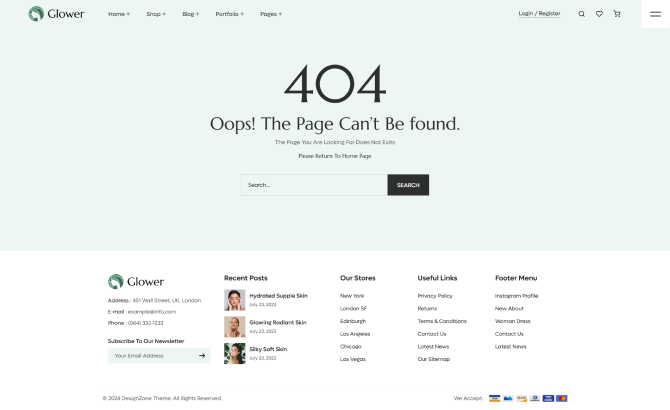 Glower
Home +
Shop +
Blog +
Portfolio +
Pages +
Login / Register
404
Oops! The Page Can't Be found.
The Page You Are Looking For Does Not Exits
Please Return To Home Page
Search...
SEARCH
Glower
Address : 451 Wall Street, UK, London
E-mail : example@info.com
Phone : (064) 332-1233
Subscribe To Our Newsletter
Your Email Address
Recent Posts
Hydrated Supple Skin
July 23, 2023
Glowing Radiant Skin
July 23, 2023
Silky Soft Skin
July 23, 2023
Our Stores
New York
London SF
Edinburgh
Los Angeles
Chicago
Las Vegas
Useful Links
Privacy Policy
Returns
Terms & Conditions
Contact Us
Latest News
Our Sitemap
Footer Menu
Instagram Profile
New About
Woman Dress
Contact Us
Latest News
© 2024 DesignZone Theme. All Rights Reserved.
We Accept: